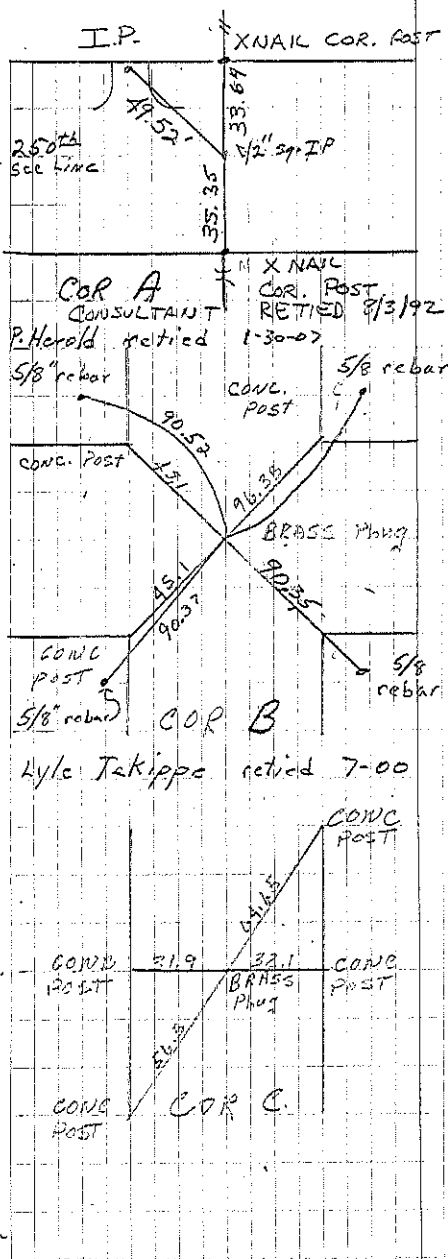 I.P. XNAIL COR. POST
49.52'
33.64
250th
Sec Line
1/2" sq. IP
35.35
X NAIL
COR A COR. POST
CONSULTANT RETIED 8/3/92
P. Herold retied 1-30-07
5/8" rebar 5/8 rebar
CONC. POST
90.52
CONC. POST 45.1 96.38
BRASS Plug
45.1 90.35
90.37
CONC POST
5/8 rebar
5/8" rebar
COR B
Lyle Tekippe retied 7-00
CONC POST
64.65
CONC POST 31.9 32.1 CONC POST
BRASS Plug
56.5
CONC POST
COR C.